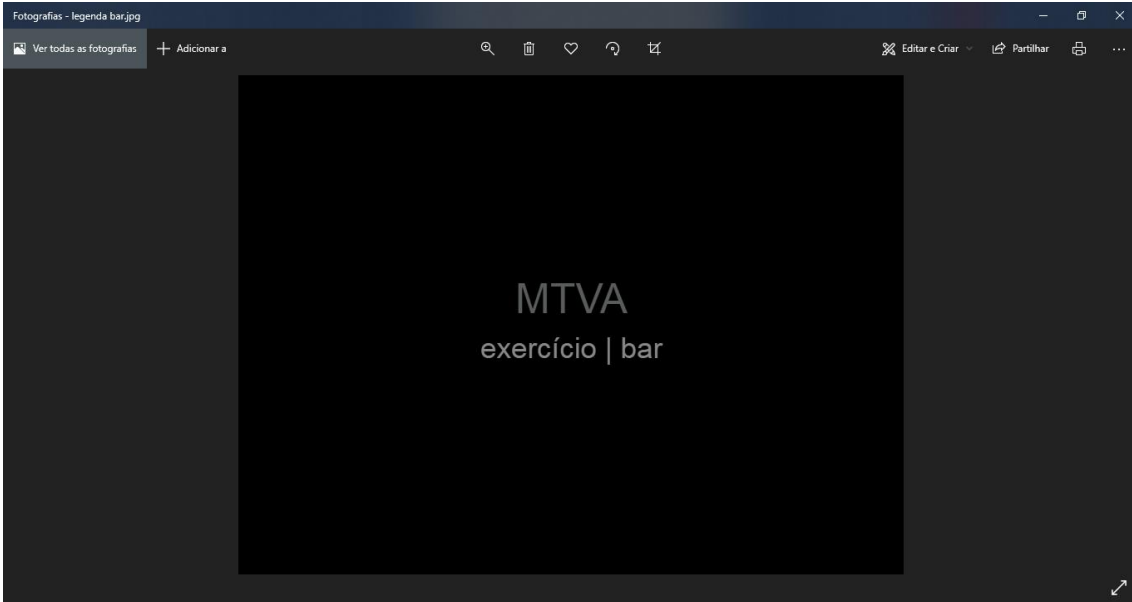 Fotografias - legenda bar.jpg
Ver todas as fotografias
Adicionar a
Editar e Criar
Partilhar
MTVA
exercício | bar